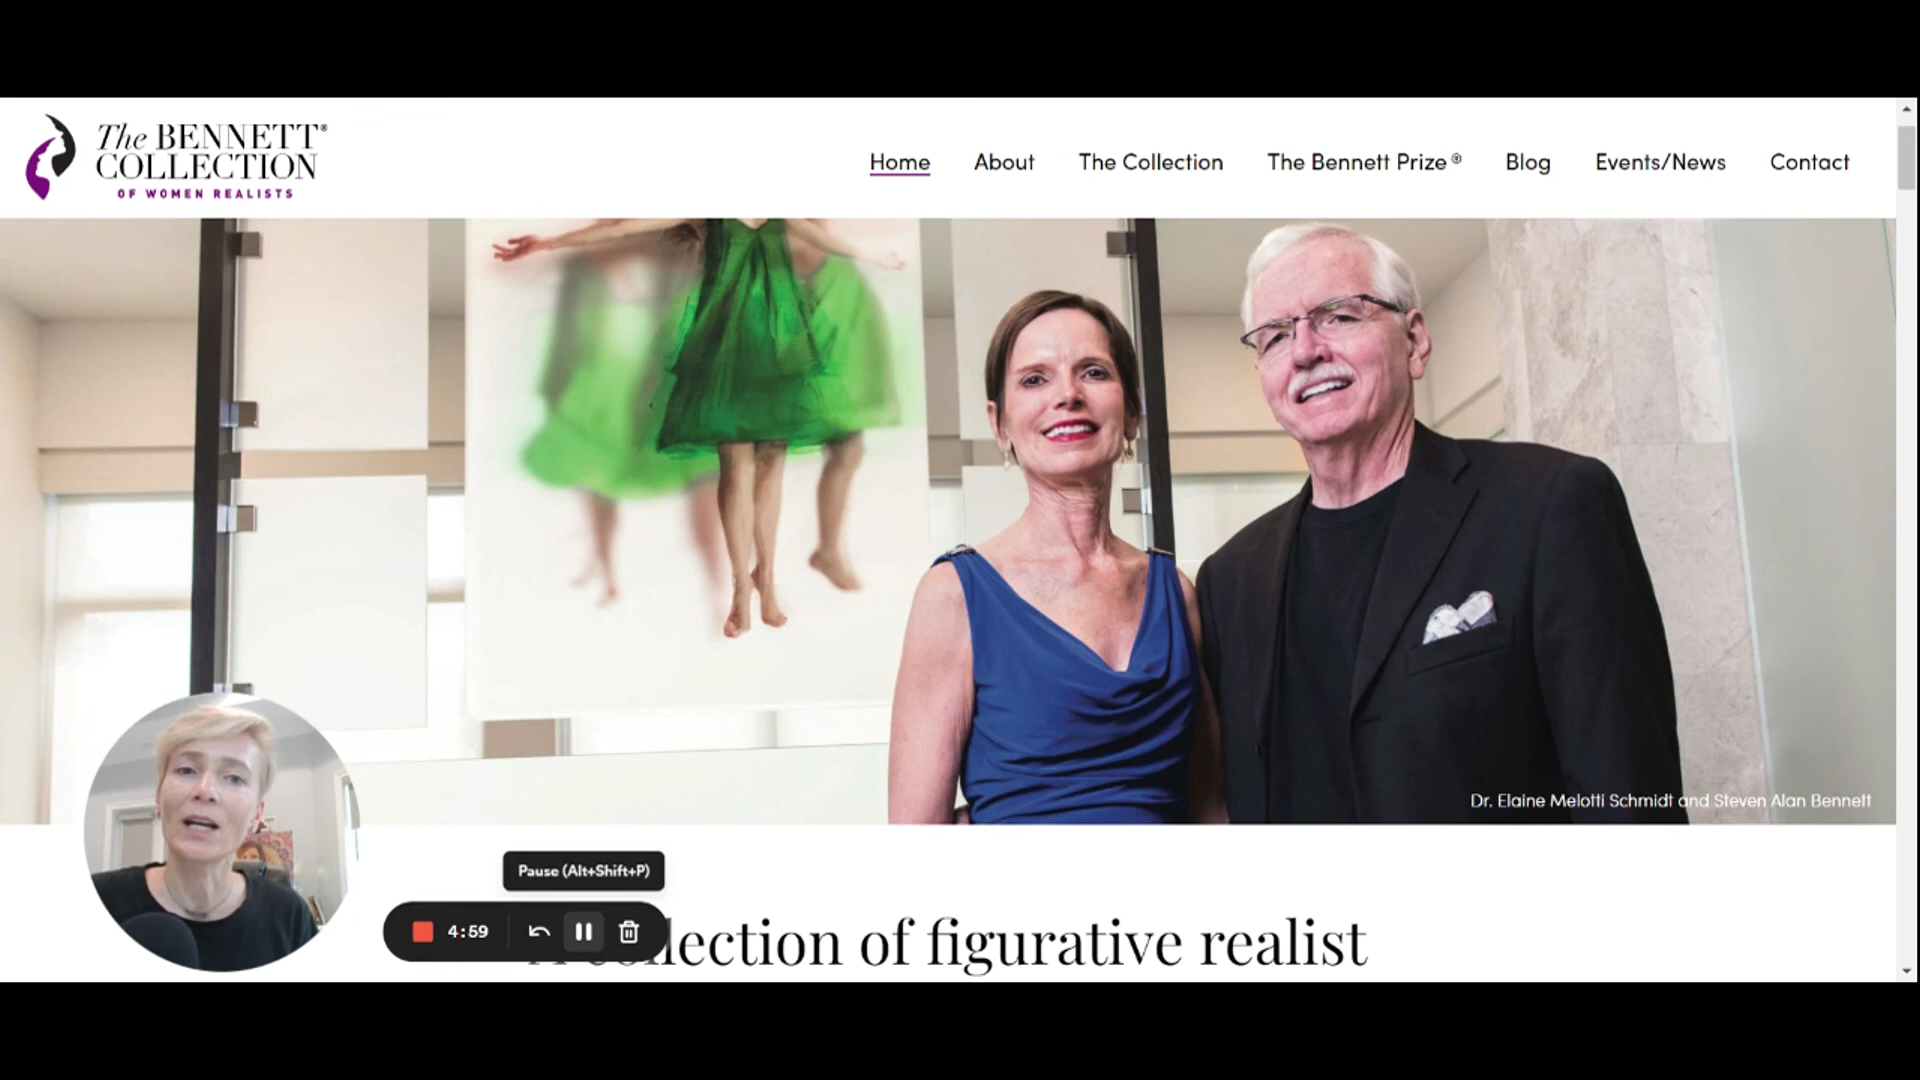 The BENNETT®
COLLECTION
OF WOMEN REALISTS
Home About The Collection The Bennett Prize® Blog Events/News Contact
Dr. Elaine Melotti Schmidt and Steven Alan Bennett
Pause (Alt+Shift+P)
4:59
lection of figurative realist